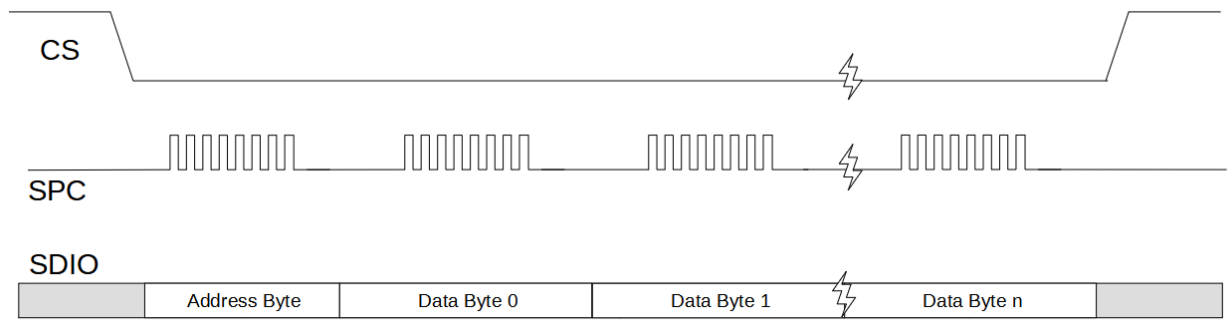 CS
SPC
SDIO
Address Byte Data Byte 0 Data Byte 1 Data Byte n